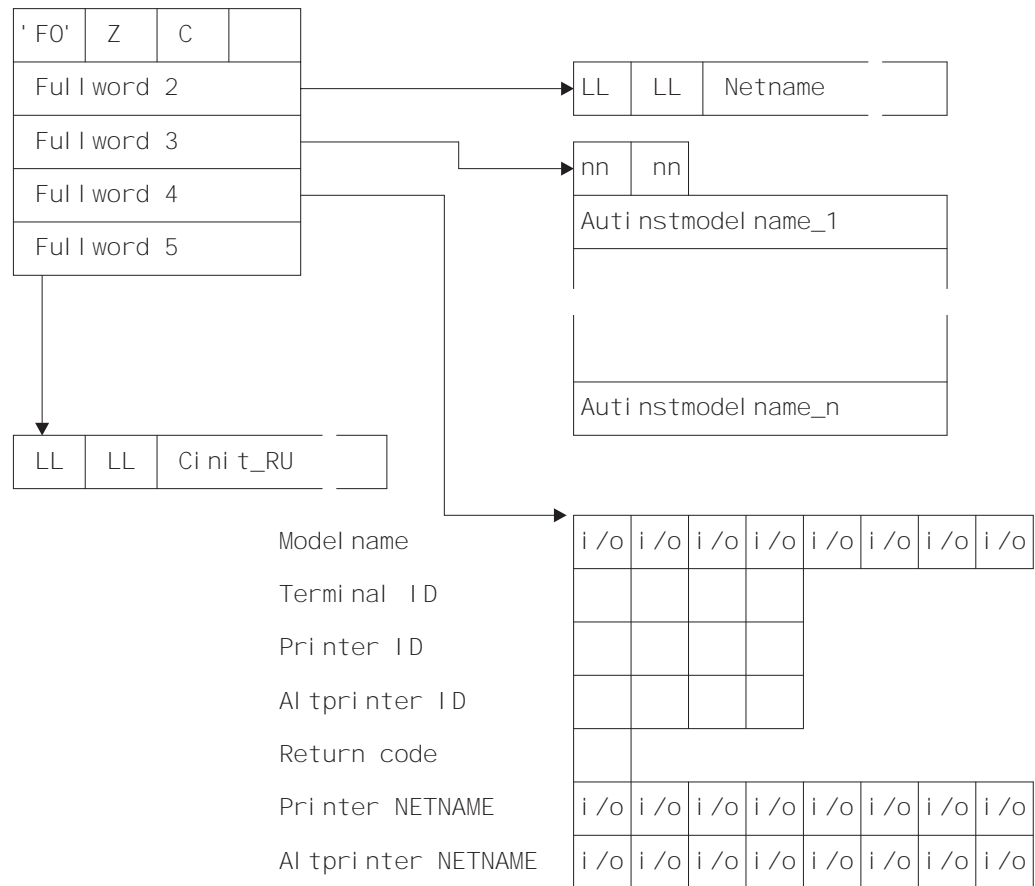 'F0' Z C
Fullword 2
LL LL Netname
Fullword 3
nn nn
Fullword 4
Autinstmodelname_1
Fullword 5
Autinstmodelname_n
LL LL Cinit_RU
Modelname i/o i/o i/o i/o i/o i/o i/o i/o
Terminal ID
Printer ID
Altprinter ID
Return code
Printer NETNAME i/o i/o i/o i/o i/o i/o i/o i/o
Altprinter NETNAME i/o i/o i/o i/o i/o i/o i/o i/o